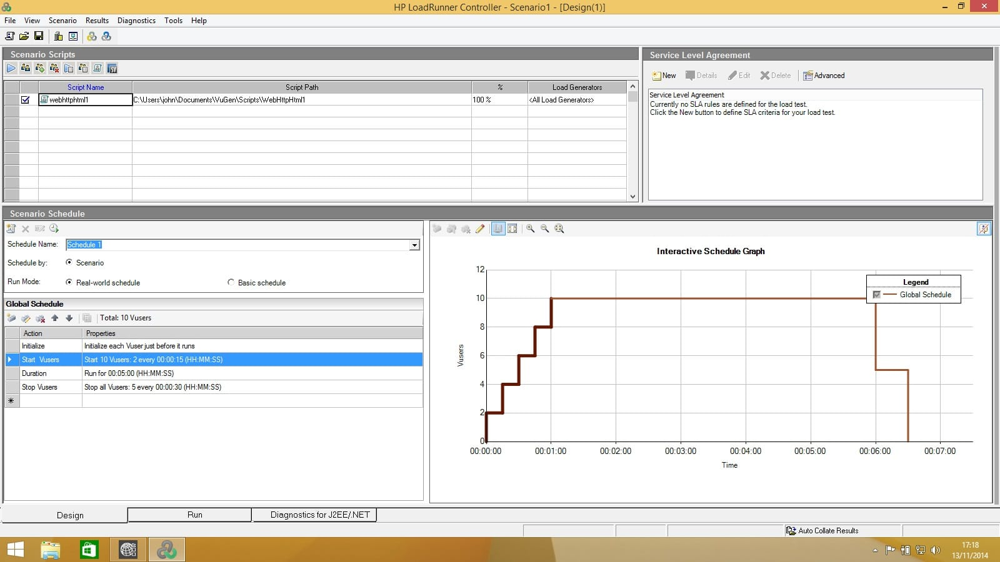 HP LoadRunner Controller - Scenario1 - [Design(1)]
File View Scenario Results Diagnostics Tools Help
Scenario Scripts
Script Name Script Path % Load Generators
webhttphtml1 C:\Users\john\Documents\VuGen\Scripts\WebHttpHtml1 100 % <All Load Generators>
Service Level Agreement
New Details Edit Delete Advanced
Service Level Agreement
Currently no SLA rules are defined for the load test.
Click the New button to define SLA criteria for your load test.
Scenario Schedule
Schedule Name: Schedule 1
Schedule by: Scenario
Run Mode: Real-world schedule Basic schedule
Global Schedule
Total: 10 Vusers
Action Properties
Initialize Initialize each Vuser just before it runs
Start Vusers Start 10 Vusers: 2 every 00:00:15 (HH:MM:SS)
Duration Run for 00:05:00 (HH:MM:SS)
Stop Vusers Stop all Vusers: 5 every 00:00:30 (HH:MM:SS)
*
Interactive Schedule Graph
Legend
Global Schedule
12
10
8
6
4
2
0
Vusers
00:00:00 00:01:00 00:02:00 00:03:00 00:04:00 00:05:00 00:06:00 00:07:00
Time
Design Run Diagnostics for J2EE/.NET
Auto Collate Results
17:18
13/11/2014